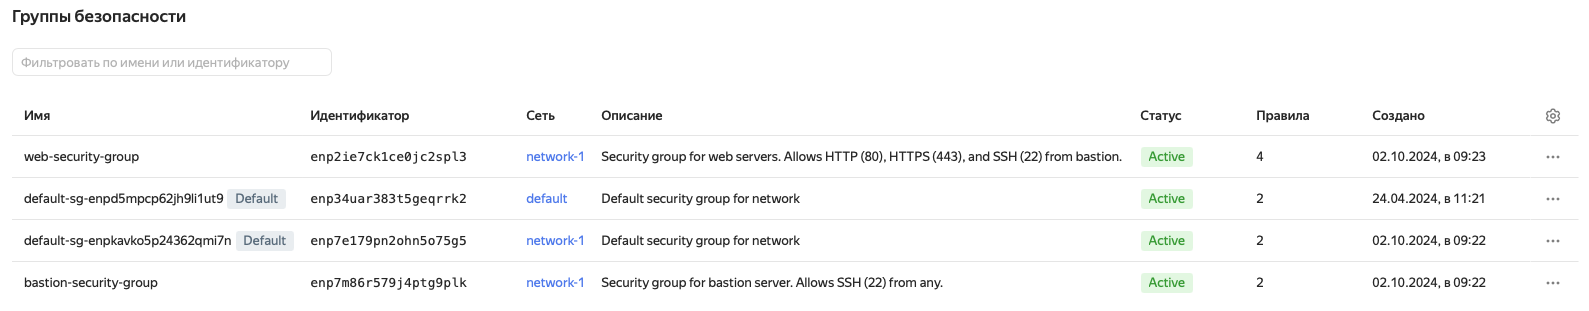 Группы безопасности
Фильтровать по имени или идентификатору
Имя Идентификатор Сеть Описание Статус Правила Создано
web-security-group enp2ie7ck1ce0jc2spl3 network-1 Security group for web servers. Allows HTTP (80), HTTPS (443), and SSH (22) from bastion. Active 4 02.10.2024, в 09:23
default-sg-enpd5mpcp62jh9li1ut9 Default enp34uar383t5geqrrk2 default Default security group for network Active 2 24.04.2024, в 11:21
default-sg-enpkavko5p24362qmi7n Default enp7e179pn2ohn5o75g5 network-1 Default security group for network Active 2 02.10.2024, в 09:22
bastion-security-group enp7m86r579j4ptg9plk network-1 Security group for bastion server. Allows SSH (22) from any. Active 2 02.10.2024, в 09:22